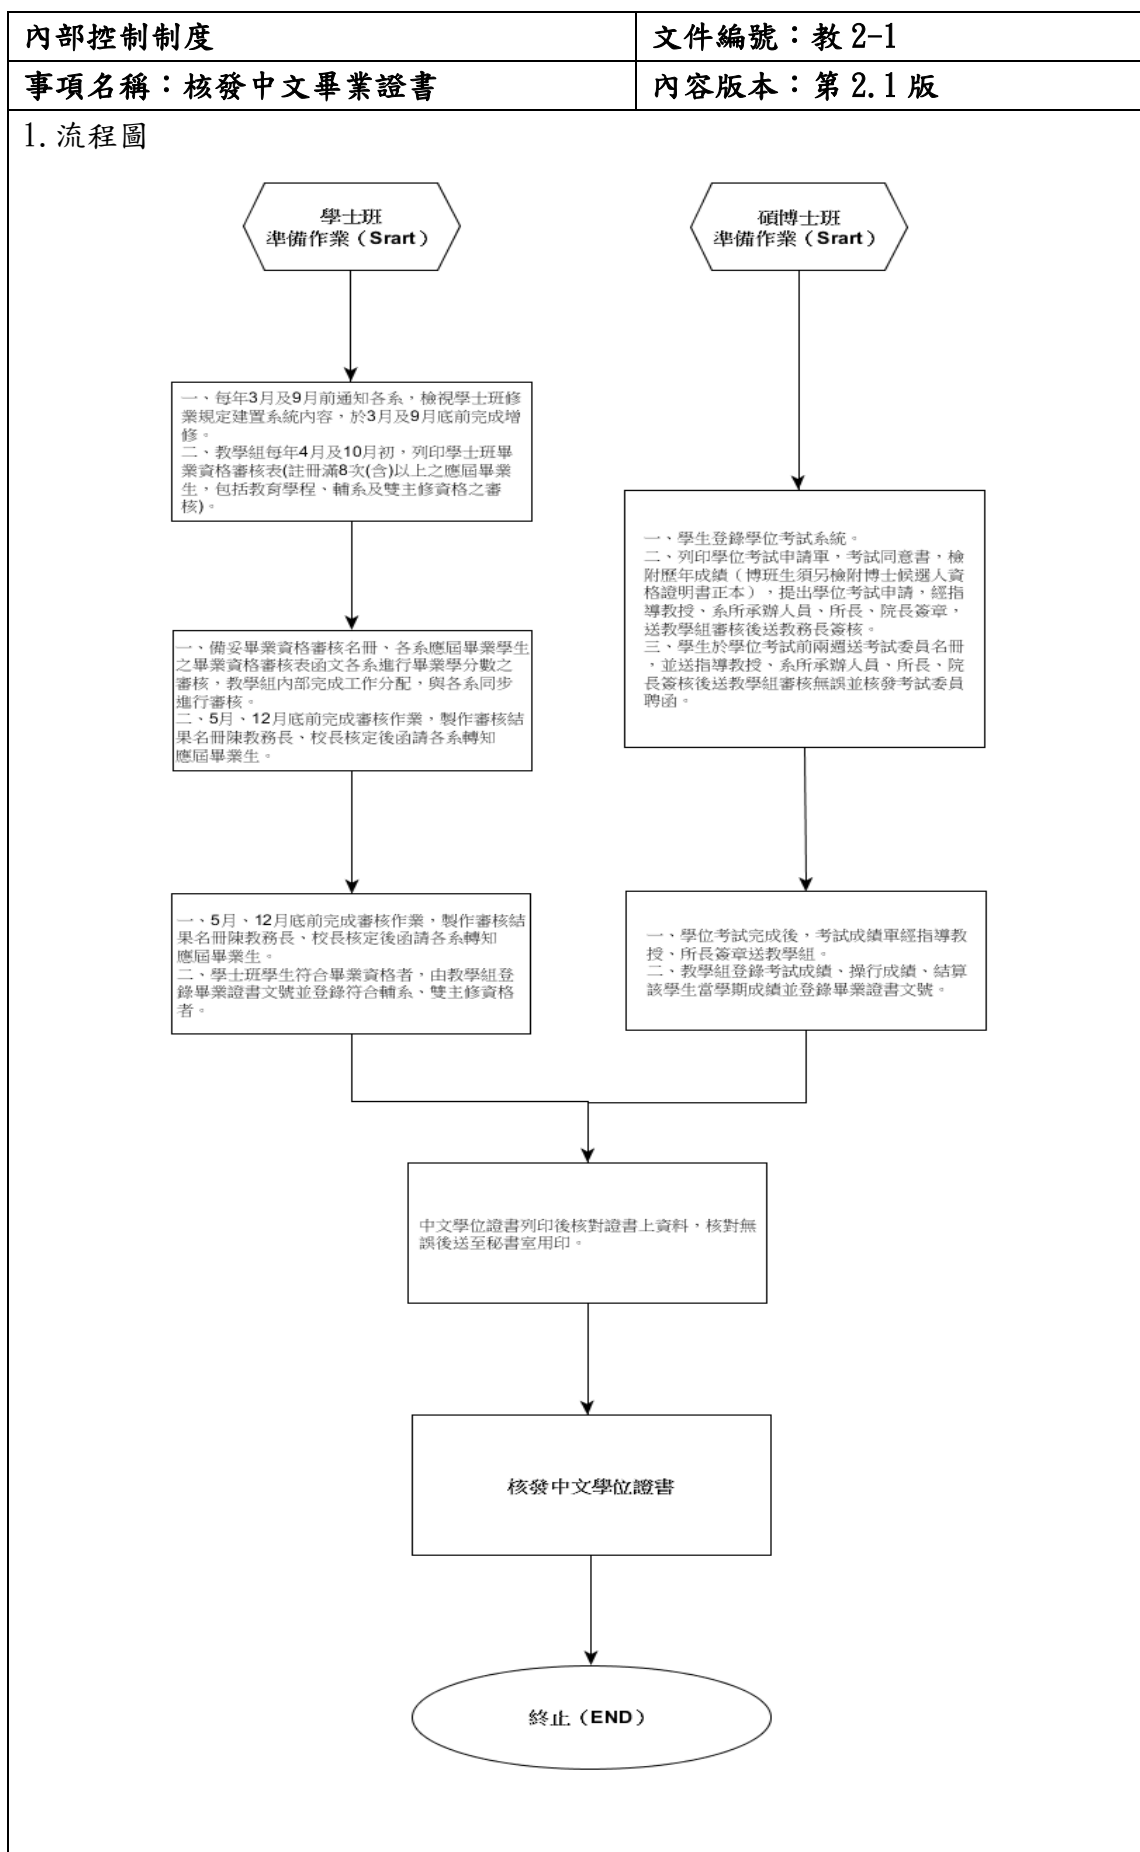 內部控制制度
文件編號：教 2-1
事項名稱：核發中文畢業證書
內容版本：第 2.1 版
1.流程圖
學士班
準備作業（Srart）
碩博士班
準備作業（Srart）
一、每年3月及9月前通知各系，檢視學士班修
業規定建置系統內容，於3月及9月底前完成增
修。
二、教學組每年4月及10月初，列印學士班畢
業資格審核表(註冊滿8次(含)以上之應屆畢業
生，包括教育學程、輔系及雙主修資格之審
核)。
一、學生登錄學位考試系統。
二、列印學位考試申請單，考試同意書，檢
附歷年成績（博班生須另檢附博士候選人資
格證明書正本），提出學位考試申請，經指
導教授、系所承辦人員、所長、院長簽章，
送教學組審核後送教務長簽核。
三、學生於學位考試前兩週送考試委員名冊
，並送指導教授、系所承辦人員、所長、院
長簽核後送教學組審核無誤並核發考試委員
聘函。
一、備妥畢業資格審核名冊、各系應屆畢業學生
之畢業資格審核表函文各系進行畢業學分數之
審核，教學組內部完成工作分配，與各系同步
進行審核。
二、5月、12月底前完成審核作業，製作審核結
果名冊陳教務長、校長核定後函請各系轉知
應屆畢業生。
一、5月、12月底前完成審核作業，製作審核結
果名冊陳教務長、校長核定後函請各系轉知
應屆畢業生。
二、學士班學生符合畢業資格者，由教學組登
錄畢業證書文號並登錄符合輔系、雙主修資格
者。
一、學位考試完成後，考試成績單經指導教
授、所長簽章送教學組。
二、教學組登錄考試成績、操行成績、結算
該學生當學期成績並登錄畢業證書文號。
中文學位證書列印後核對證書上資料，核對無
誤後送至秘書室用印。
核發中文學位證書
終止（END）